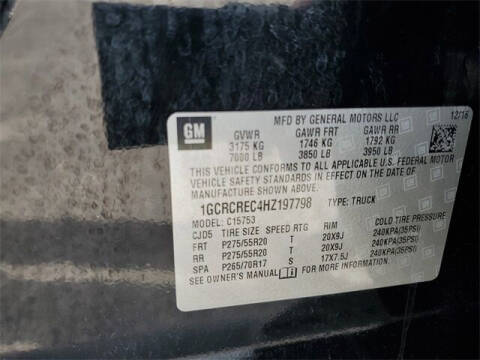 GM
MFD BY GENERAL MOTORS LLC
12/16
GVWR GAWR FRT GAWR RR
3175 KG 1746 KG 1792 KG
7000 LB 3850 LB 3950 LB
THIS VEHICLE CONFORMS TO ALL APPLICABLE U.S. FEDERAL MOTOR
VEHICLE SAFETY STANDARDS IN EFFECT ON THE DATE OF MANUFACTURE
SHOWN ABOVE.
1GCRCREC4HZ197798 TYPE: TRUCK
MODEL: C15753
CJD5 TIRE SIZE SPEED RTG RIM COLD TIRE PRESSURE
FRT P275/55R20 T 20X9J 240KPA(35PSI)
RR P275/55R20 T 20X9J 240KPA(35PSI)
SPA P265/70R17 S 17X7.5J 240KPA(35PSI)
SEE OWNER'S MANUAL FOR ADDITIONAL INFORMATION